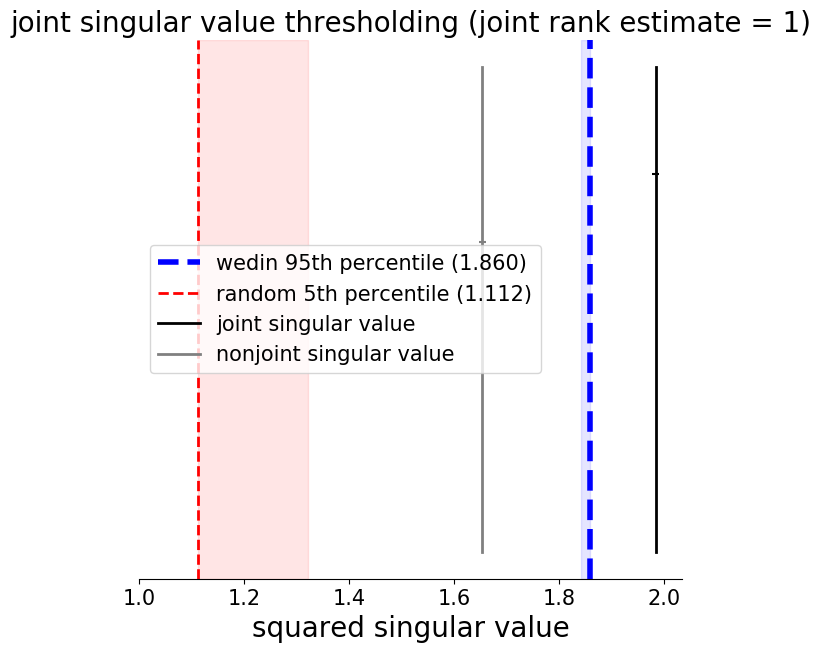 joint singular value thresholding (joint rank estimate = 1)
wedin 95th percentile (1.860)
random 5th percentile (1.112)
joint singular value
nonjoint singular value
1.0 1.2 1.4 1.6 1.8 2.0
squared singular value